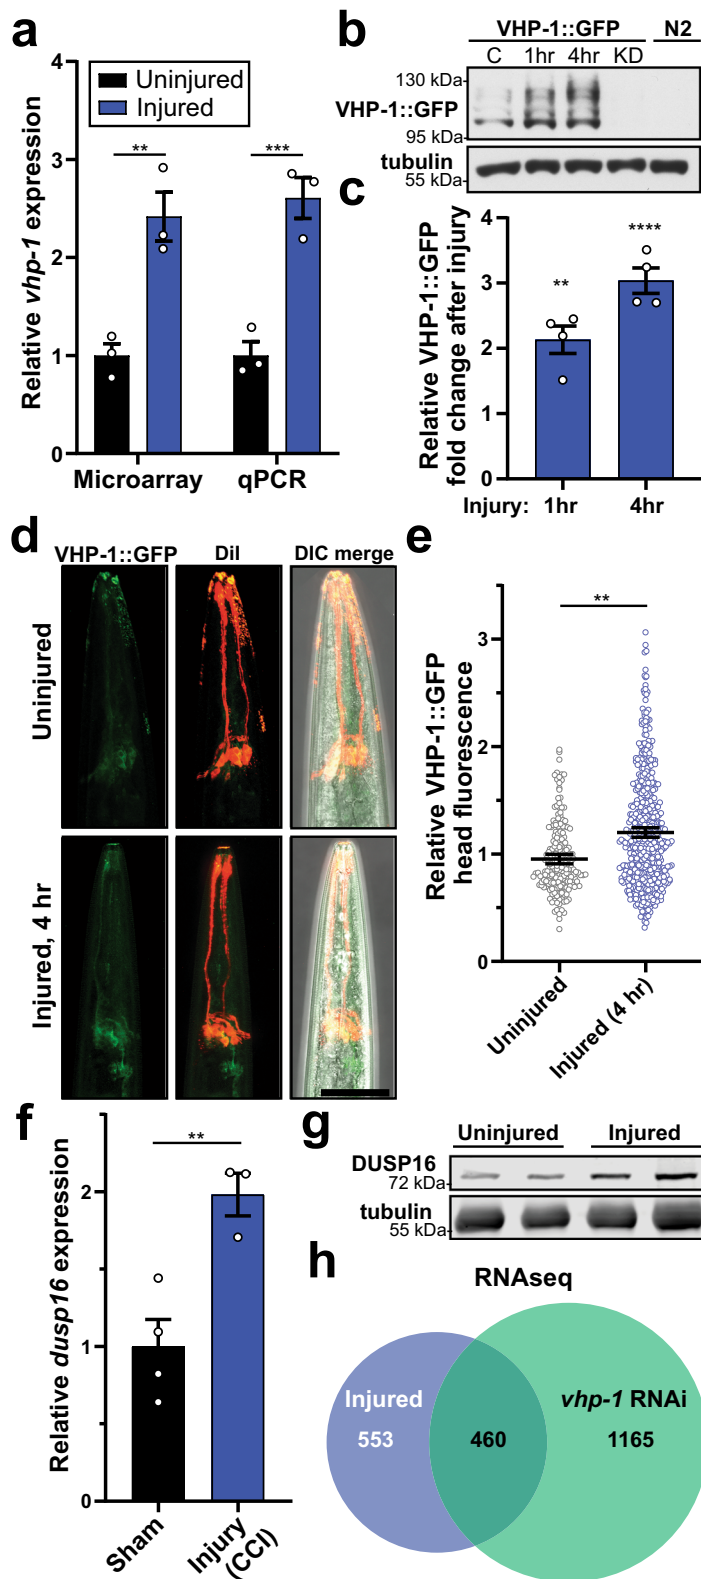 a
Relative vhp-1 expression
4
3
2
1
0
Uninjured
Injured
**
***
Microarray
qPCR
b
VHP-1::GFP
N2
C
1hr
4hr
KD
130 kDa-
VHP-1::GFP
95 kDa-
tubulin
55 kDa-
c
Relative VHP-1::GFP
fold change after injury
4
3
2
1
0
**
****
Injury: 1hr 4hr
d
VHP-1::GFP
DiI
DIC merge
Uninjured
Injured, 4 hr
e
Relative VHP-1::GFP
head fluorescence
3
2
1
0
**
Uninjured
Injured (4 hr)
f
Relative dusp16 expression
2
1
0
**
Sham
Injury
(CCI)
g
Uninjured
Injured
DUSP16
72 kDa-
tubulin
55 kDa-
h
RNAseq
Injured
553
460
vhp-1 RNAi
1165